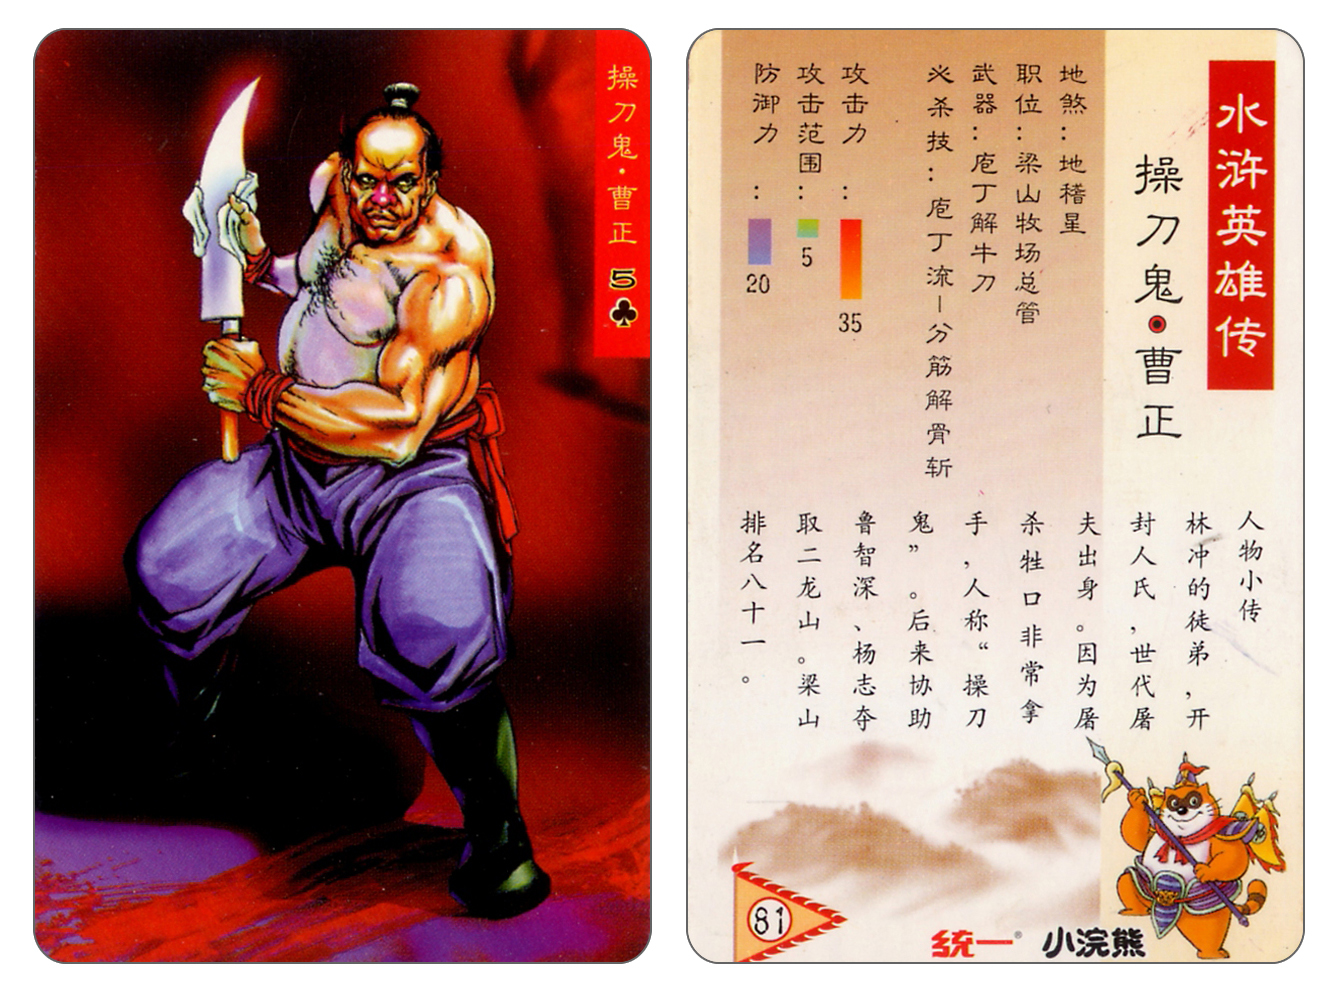 操刀鬼·曹正
5
水浒英雄传
操刀鬼·曹正
地煞：地稽星
职位：梁山牧场总管
武器：庖丁解牛刀
必杀技：庖丁流—分筋解骨斩
攻击力：
35
攻击范围：
5
防御力：
20
人物小传
林冲的徒弟，开
封人氏，世代屠
夫出身。因为屠
杀牲口非常拿
手，人称“操刀
鬼”。后来协助
鲁智深、杨志夺
取二龙山。梁山
排名八十一。
81
统一® 小浣熊